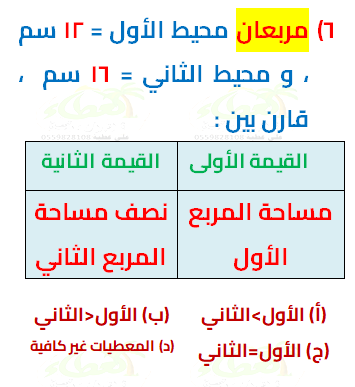 ٦) مربعان محيط الأول = ١٢ سم
، و محيط الثاني = ١٦ سم ،
قارن بين :
القيمة الأولى القيمة الثانية
مساحة المربع الأول نصف مساحة المربع الثاني
(أ) الأول>الثاني (ب) الأول<الثاني
(ج) الأول=الثاني (د) المعطيات غير كافية